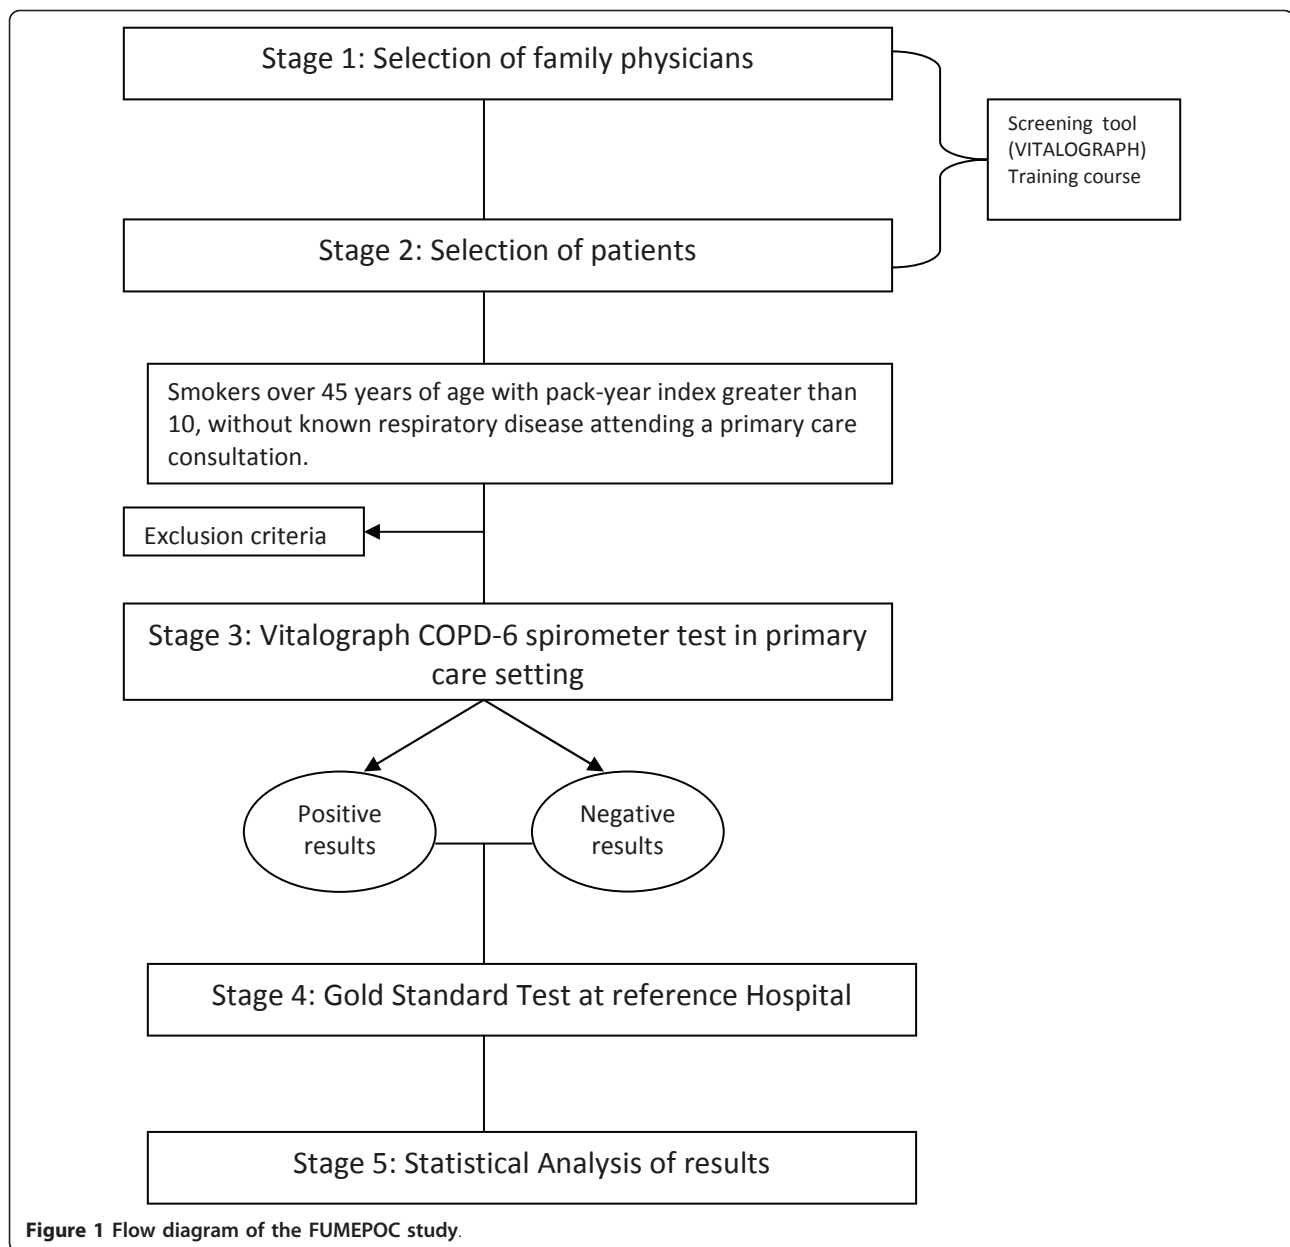 Stage 1: Selection of family physicians
Screening tool
(VITALOGRAPH)
Training course
Stage 2: Selection of patients
Smokers over 45 years of age with pack-year index greater than
10, without known respiratory disease attending a primary care
consultation.
Exclusion criteria
Stage 3: Vitalograph COPD-6 spirometer test in primary
care setting
Positive
results
Negative
results
Stage 4: Gold Standard Test at reference Hospital
Stage 5: Statistical Analysis of results
Figure 1 Flow diagram of the FUMEPOC study.